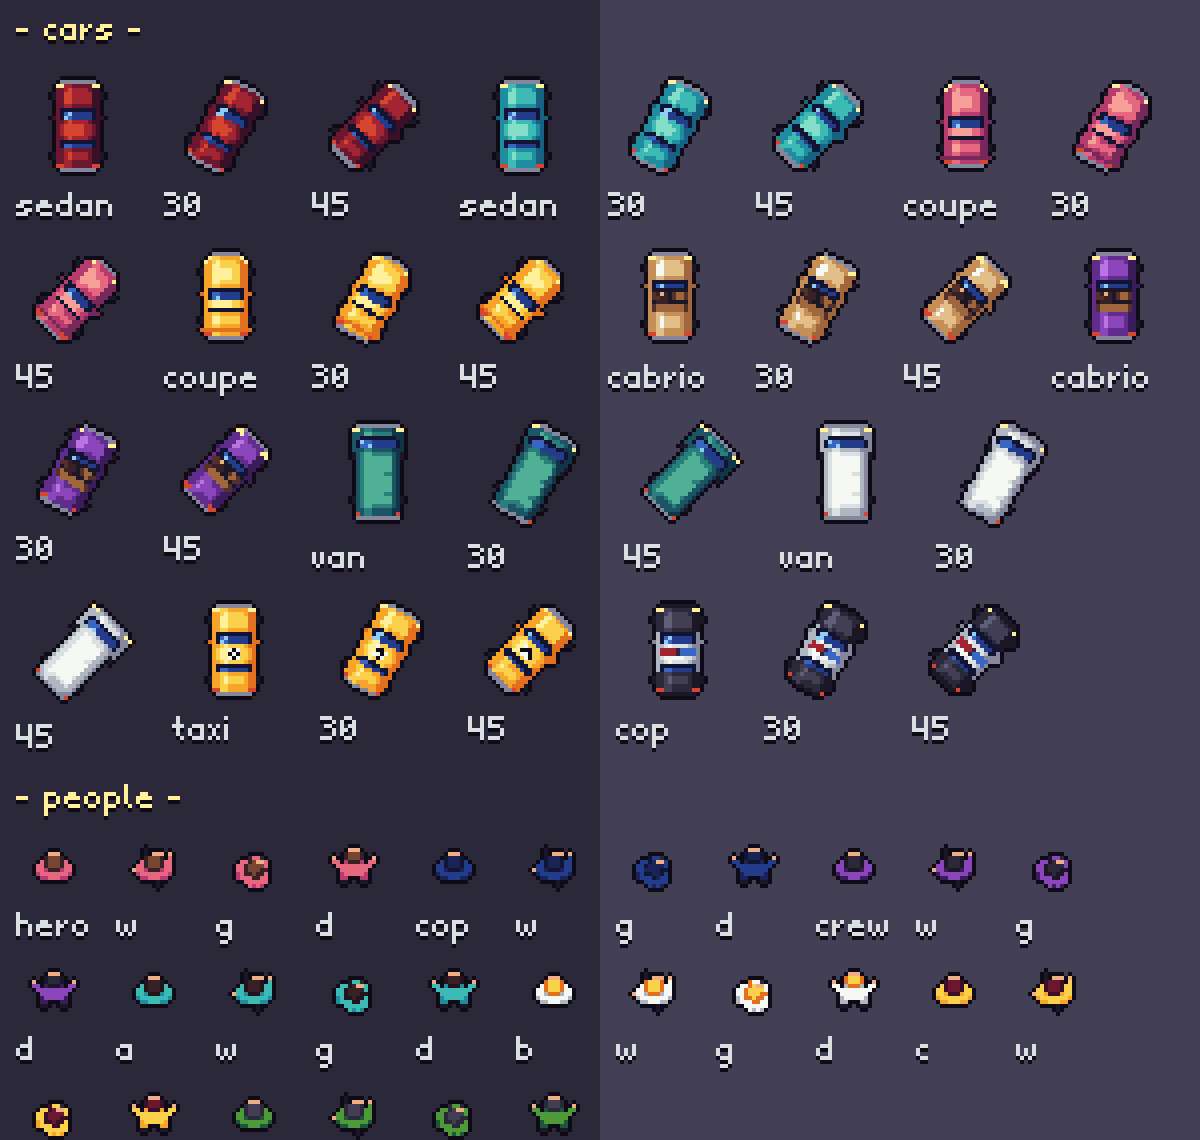 - cars -
sedan 30 45 sedan 30 45 coupe 30
45 coupe 30 45 cabrio 30 45 cabrio
30 45 van 30 45 van 30
45 taxi 30 45 cop 30 45
- people -
hero w g d cop w g d crew w g
d a w g d b w g d c w